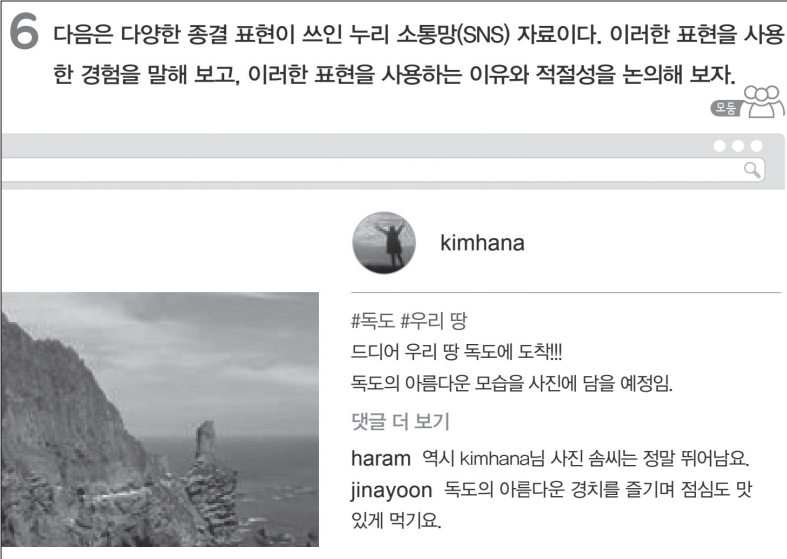 6 다음은 다양한 종결 표현이 쓰인 누리 소통망(SNS) 자료이다. 이러한 표현을 사용
한 경험을 말해 보고, 이러한 표현을 사용하는 이유와 적절성을 논의해 보자.
모둠
kimhana
#독도 #우리 땅
드디어 우리 땅 독도에 도착!!!
독도의 아름다운 모습을 사진에 담을 예정임.
댓글 더 보기
haram 역시 kimhana님 사진 솜씨는 정말 뛰어남요.
jinayoon 독도의 아름다운 경치를 즐기며 점심도 맛
있게 먹기요.